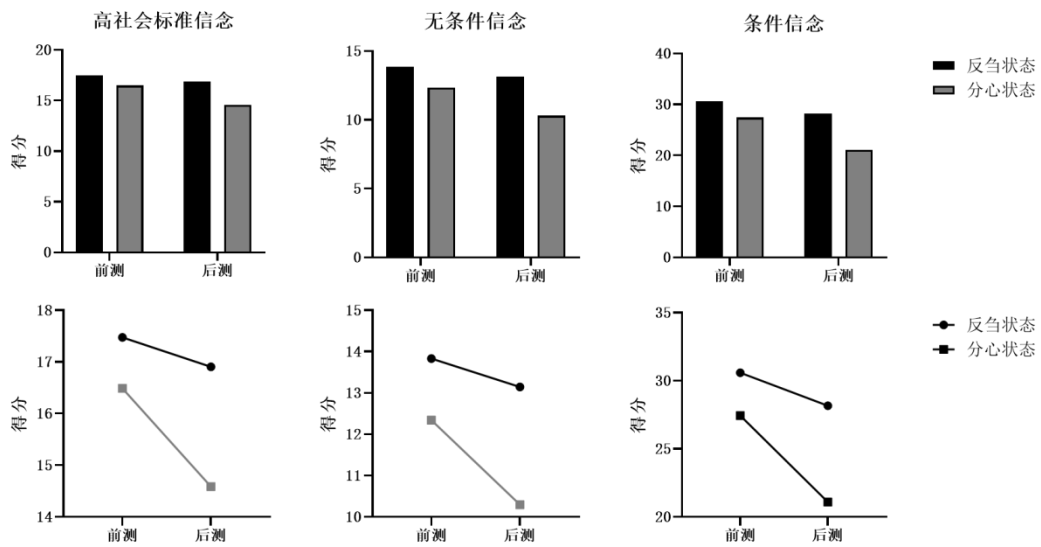 高社会标准信念
20
15
10
5
0
得分
前测
后测
无条件信念
15
10
5
0
得分
前测
后测
条件信念
40
30
20
10
0
得分
前测
后测
反刍状态
分心状态
18
17
16
15
14
得分
前测
后测
15
14
13
12
11
10
得分
前测
后测
35
30
25
20
得分
前测
后测
反刍状态
分心状态